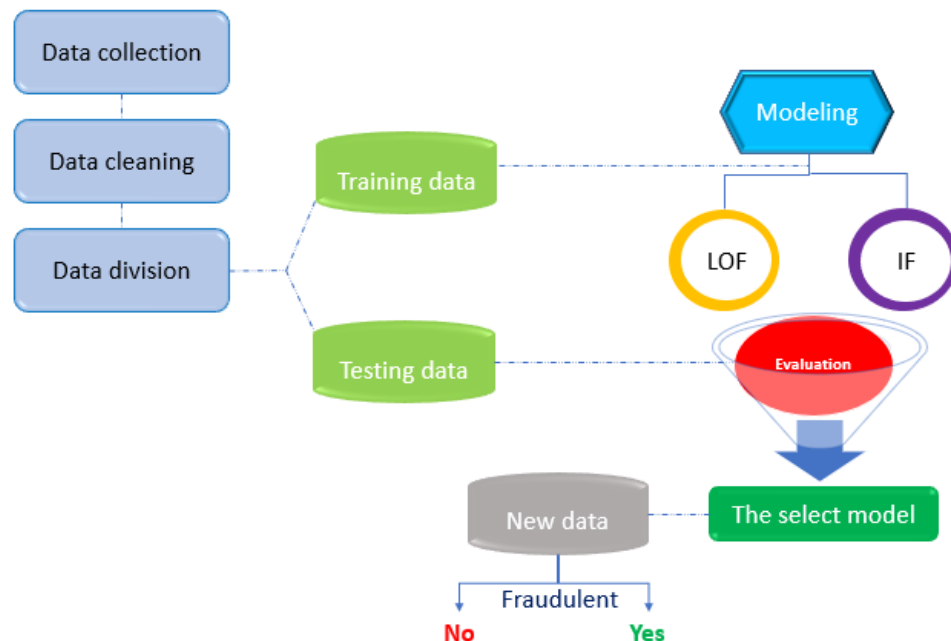 Data collection
Data cleaning
Data division
Training data
Testing data
Modeling
LOF
IF
Evaluation
The select model
New data
Fraudulent
No
Yes